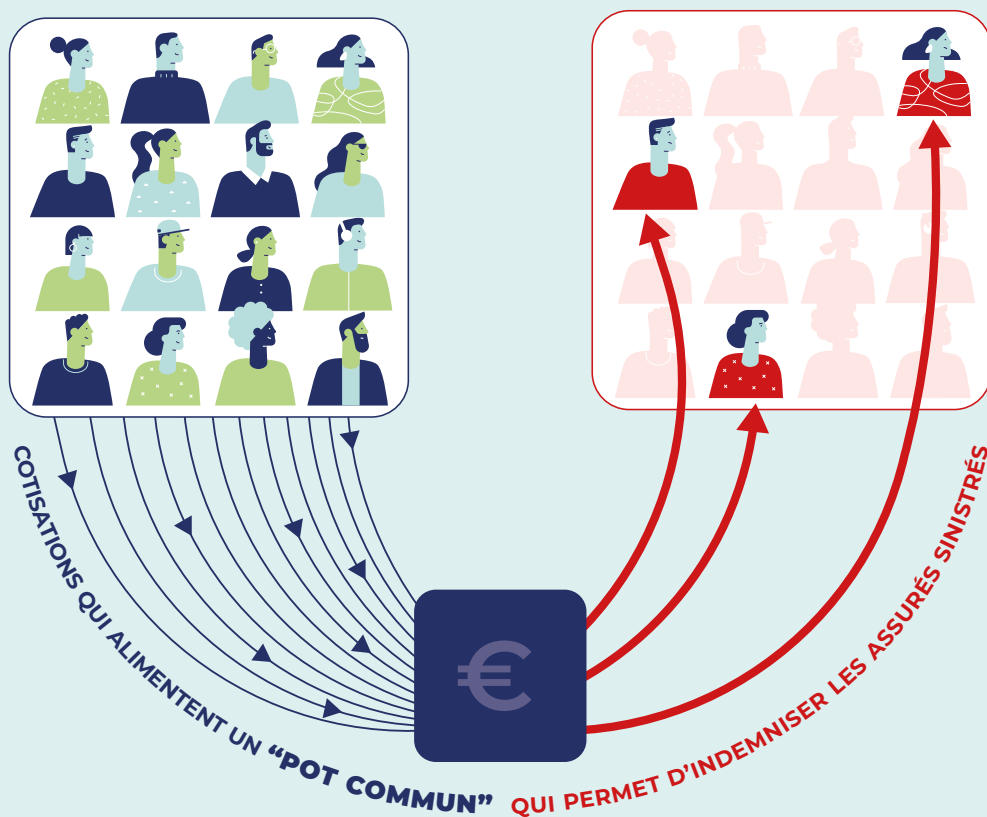 COTISATIONS QUI ALIMENTENT UN “POT COMMUN”
QUI PERMET D’INDEMNISER LES ASSURÉS SINISTRÉS
€